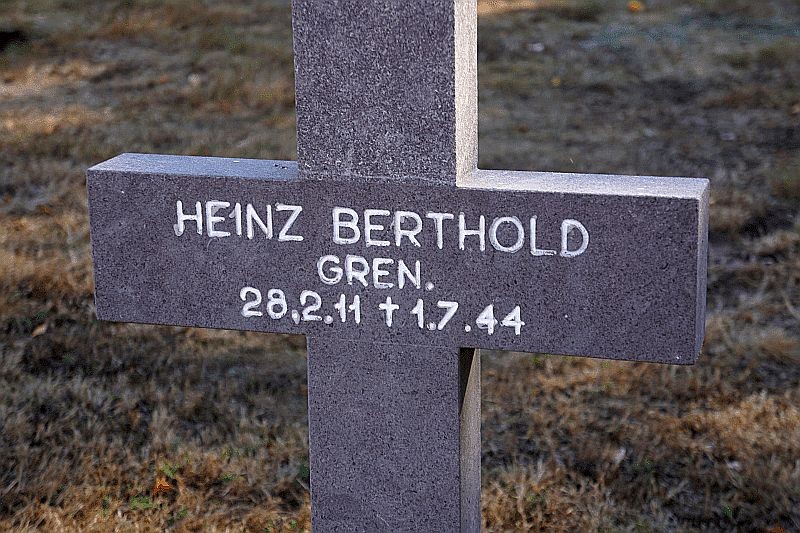 HEINZ BERTHOLD
GREN.
28.2.11 † 1.7.44